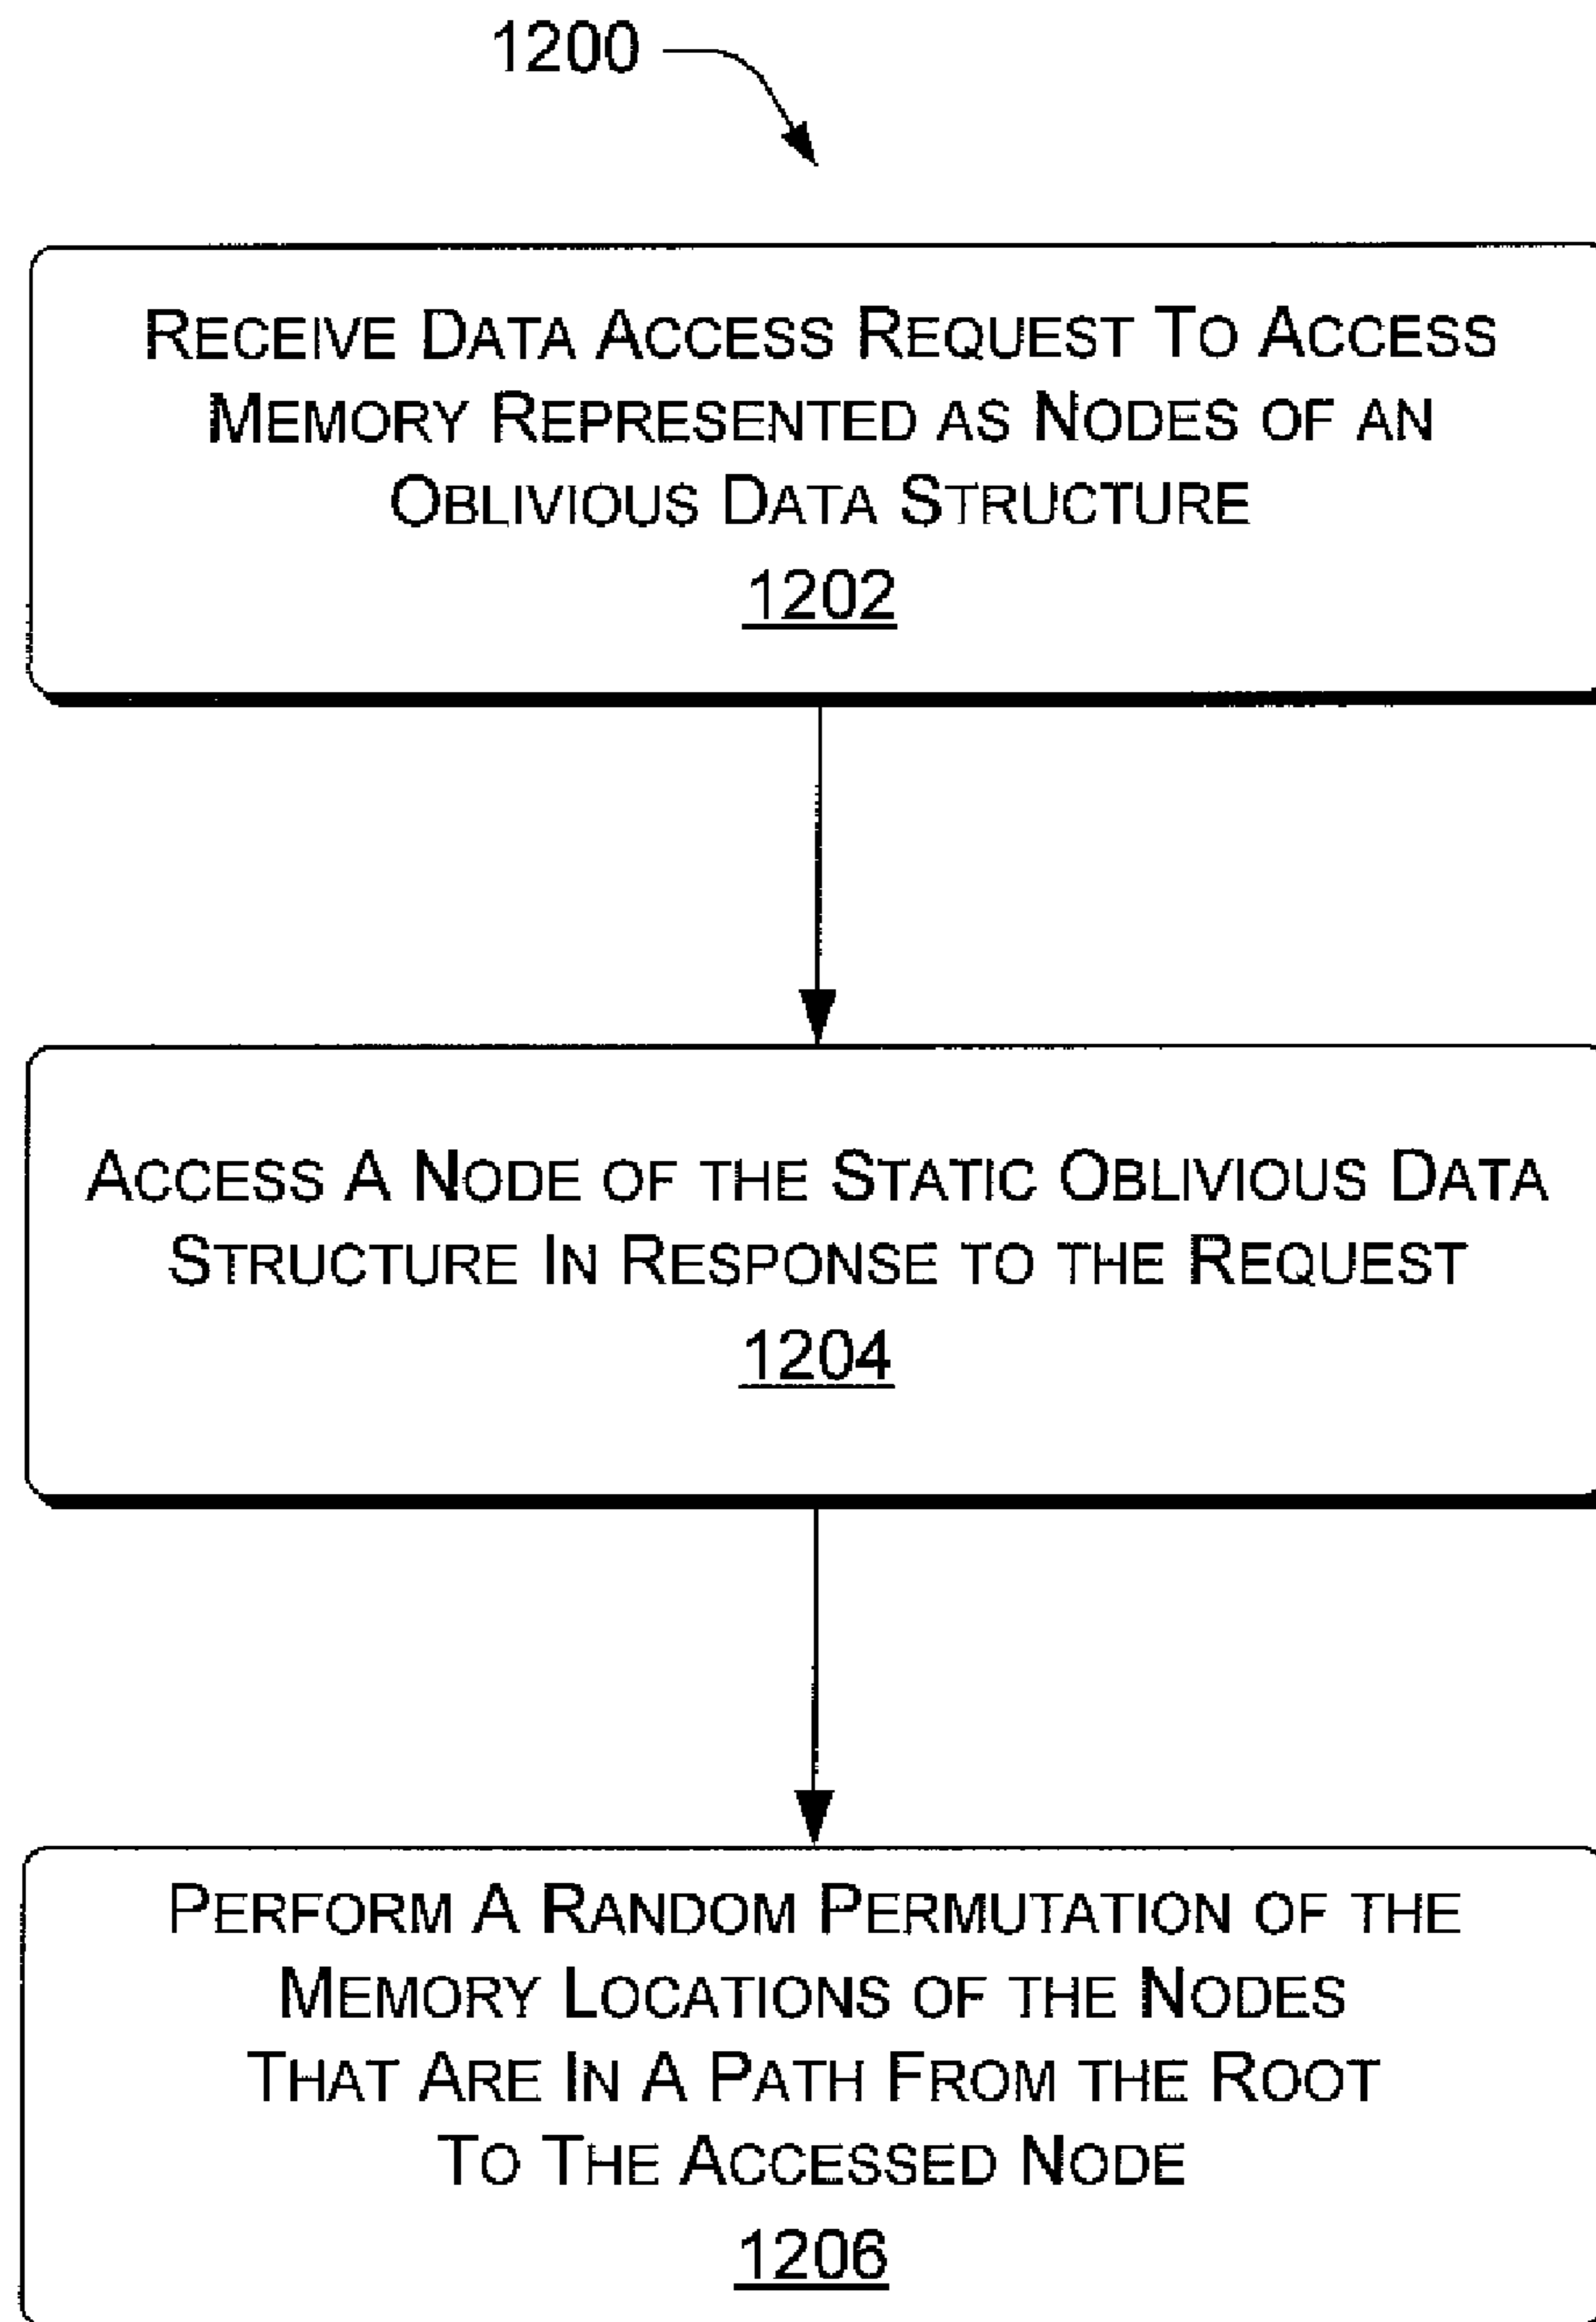 1200
RECEIVE DATA ACCESS REQUEST TO ACCESS
MEMORY REPRESENTED AS NODES OF AN
OBLIVIOUS DATA STRUCTURE
1202
ACCESS A NODE OF THE STATIC OBLIVIOUS DATA
STRUCTURE IN RESPONSE TO THE REQUEST
1204
PERFORM A RANDOM PERMUTATION OF THE
MEMORY LOCATIONS OF THE NODES
THAT ARE IN A PATH FROM THE ROOT
TO THE ACCESSED NODE
1206